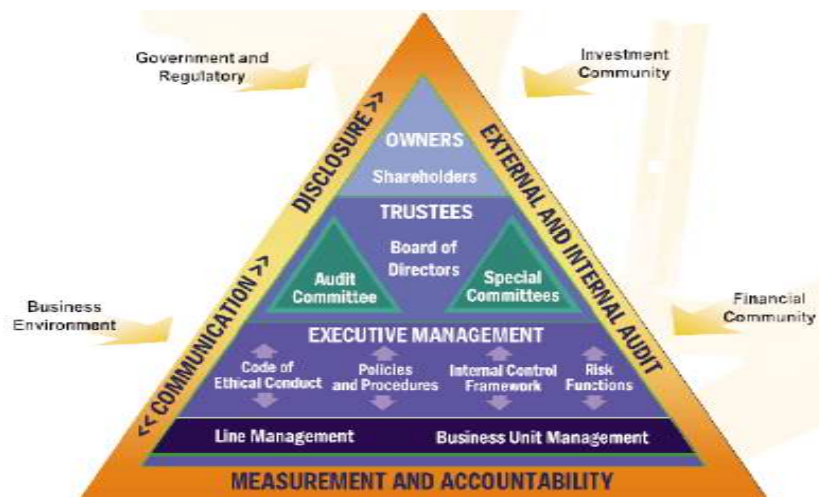 Government and
Regulatory
Investment
Community
<< COMMUNICATION >> DISCLOSURE >>
EXTERNAL AND INTERNAL AUDIT
OWNERS
Shareholders
TRUSTEES
Board of
Directors
Audit
Committee
Special
Committees
Business
Environment
Financial
Community
EXECUTIVE MANAGEMENT
Code of
Ethical Conduct
Policies
and Procedures
Internal Control
Framework
Risk
Functions
Line Management
Business Unit Management
MEASUREMENT AND ACCOUNTABILITY